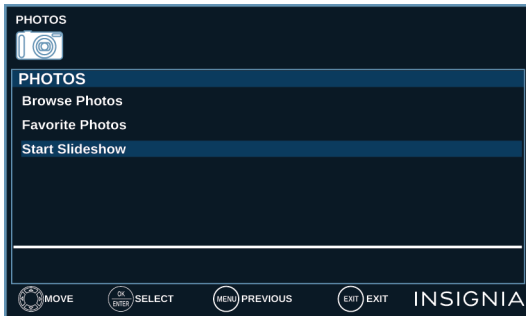 PHOTOS
PHOTOS
Browse Photos
Favorite Photos
Start Slideshow
MOVE OK ENTER SELECT MENU PREVIOUS EXIT EXIT INSIGNIA